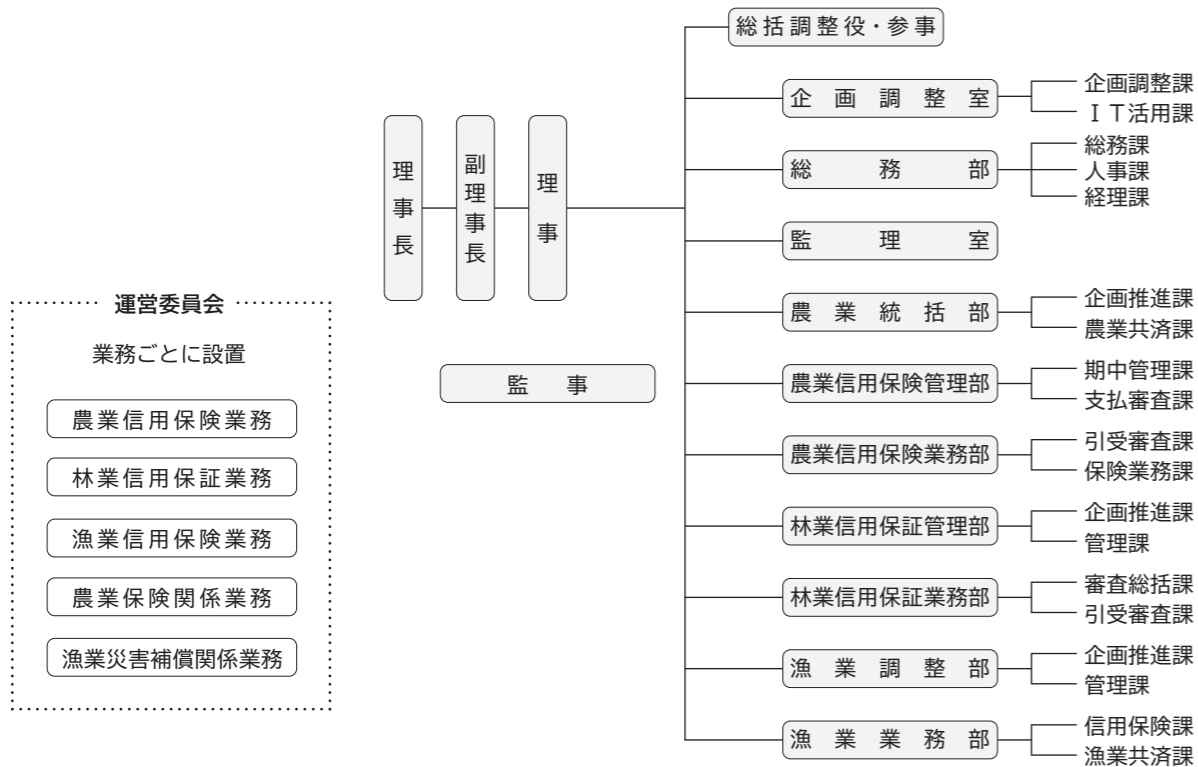 運営委員会
業務ごとに設置
農業信用保険業務
林業信用保証業務
漁業信用保険業務
農業保険関係業務
漁業災害補償関係業務
理事長
副理事長
理事
監事
総括調整役・参事
企画調整室
企画調整課
ＩＴ活用課
総務部
総務課
人事課
経理課
監理室
農業統括部
企画推進課
農業共済課
農業信用保険管理部
期中管理課
支払審査課
農業信用保険業務部
引受審査課
保険業務課
林業信用保証管理部
企画推進課
管理課
林業信用保証業務部
審査総括課
引受審査課
漁業調整部
企画推進課
管理課
漁業業務部
信用保険課
漁業共済課